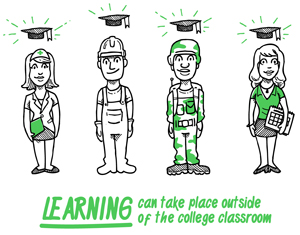 LEARNING can take place outside
of the college classroom